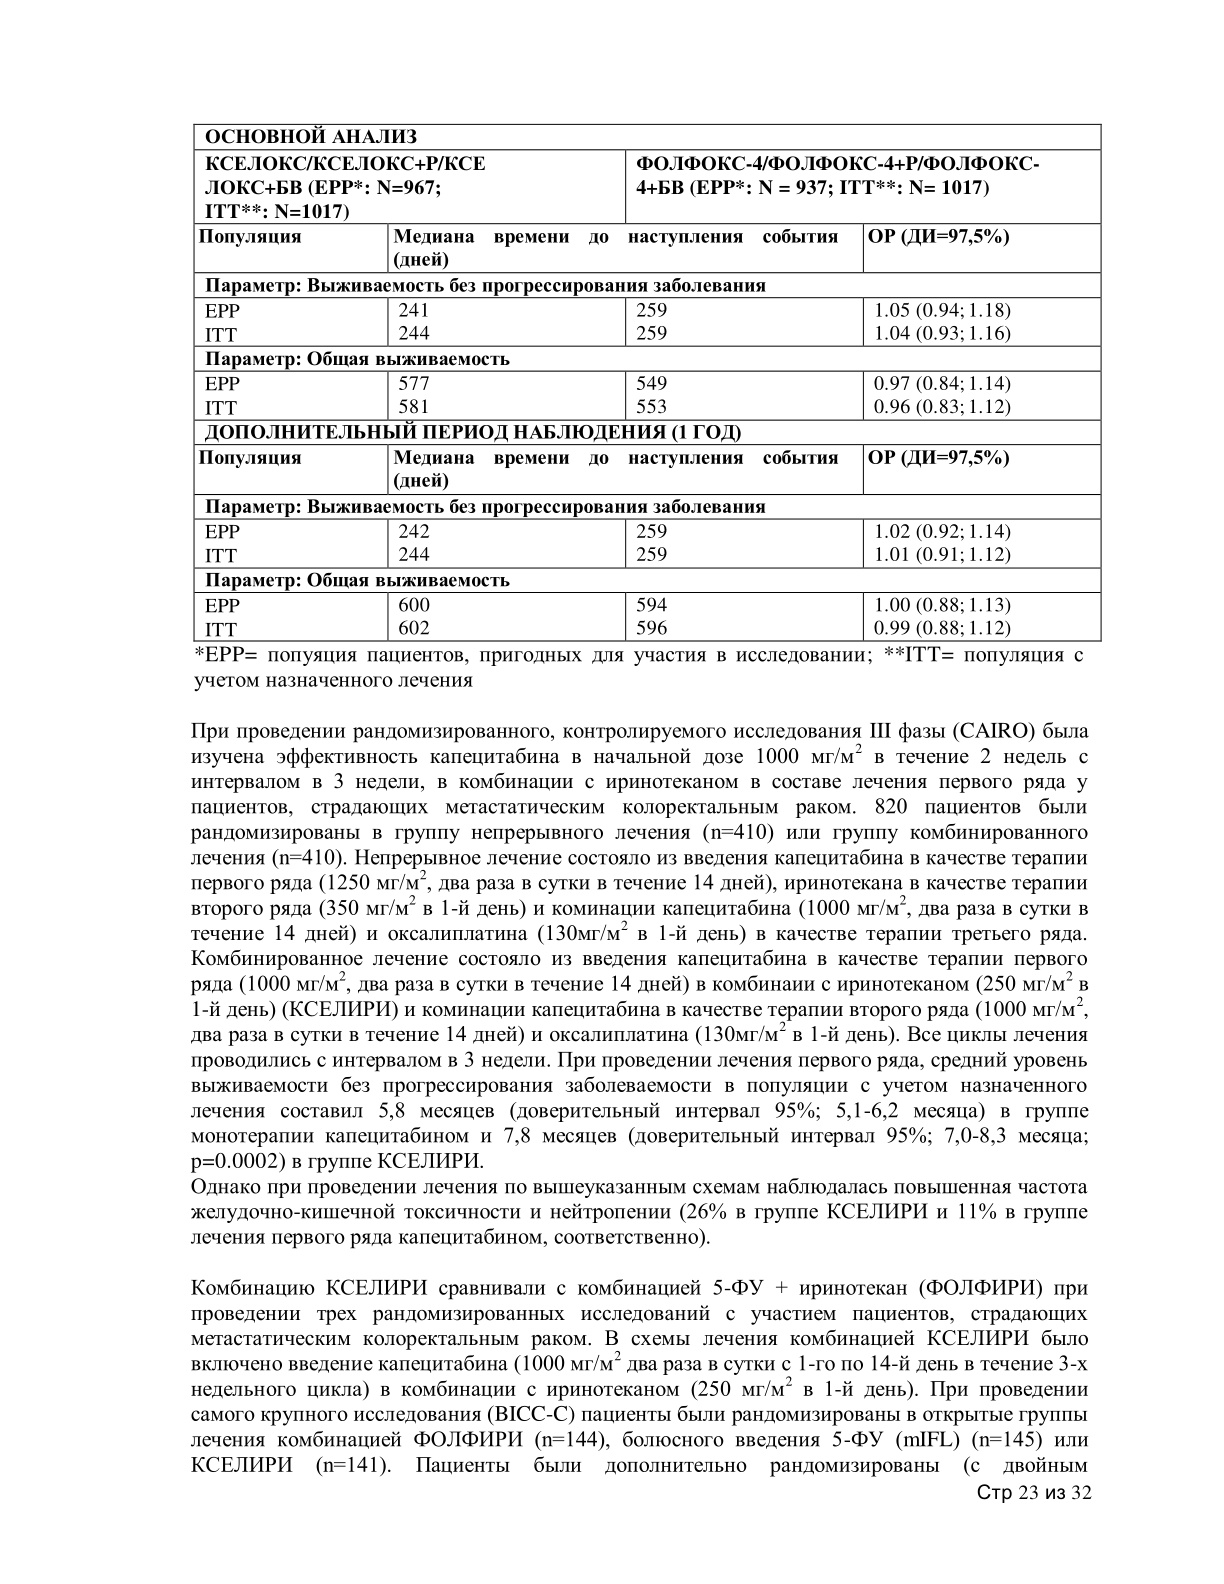 ОСНОВНОЙ АНАЛИЗ
КСЕЛОКС/КСЕЛОКС+Р/КСЕ
ЛОКС+БВ (EPP*: N=967;
ITT**: N=1017)
ФОЛФОКС-4/ФОЛФОКС-4+Р/ФОЛФОКС-
4+БВ (EPP*: N = 937; ITT**: N= 1017)
Популяция
Медиана времени до наступления события
(дней)
ОР (ДИ=97,5%)
Параметр: Выживаемость без прогрессирования заболевания
EPP 241 259 1.05 (0.94; 1.18)
ITT 244 259 1.04 (0.93; 1.16)
Параметр: Общая выживаемость
EPP 577 549 0.97 (0.84; 1.14)
ITT 581 553 0.96 (0.83; 1.12)
ДОПОЛНИТЕЛЬНЫЙ ПЕРИОД НАБЛЮДЕНИЯ (1 ГОД)
Популяция
Медиана времени до наступления события
(дней)
ОР (ДИ=97,5%)
Параметр: Выживаемость без прогрессирования заболевания
EPP 242 259 1.02 (0.92; 1.14)
ITT 244 259 1.01 (0.91; 1.12)
Параметр: Общая выживаемость
EPP 600 594 1.00 (0.88; 1.13)
ITT 602 596 0.99 (0.88; 1.12)
*EPP= попуяция пациентов, пригодных для участия в исследовании; **ITT= популяция с
учетом назначенного лечения
При проведении рандомизированного, контролируемого исследования III фазы (CAIRO) была
изучена эффективность капецитабина в начальной дозе 1000 мг/м² в течение 2 недель с
интервалом в 3 недели, в комбинации с иринотеканом в составе лечения первого ряда у
пациентов, страдающих метастатическим колоректальным раком. 820 пациентов были
рандомизированы в группу непрерывного лечения (n=410) или группу комбинированного
лечения (n=410). Непрерывное лечение состояло из введения капецитабина в качестве терапии
первого ряда (1250 мг/м², два раза в сутки в течение 14 дней), иринотекана в качестве терапии
второго ряда (350 мг/м² в 1-й день) и коминации капецитабина (1000 мг/м², два раза в сутки в
течение 14 дней) и оксалиплатина (130мг/м² в 1-й день) в качестве терапии третьего ряда.
Комбинированное лечение состояло из введения капецитабина в качестве терапии первого
ряда (1000 мг/м², два раза в сутки в течение 14 дней) в комбинаии с иринотеканом (250 мг/м² в
1-й день) (КСЕЛИРИ) и коминации капецитабина в качестве терапии второго ряда (1000 мг/м²,
два раза в сутки в течение 14 дней) и оксалиплатина (130мг/м² в 1-й день). Все циклы лечения
проводились с интервалом в 3 недели. При проведении лечения первого ряда, средний уровень
выживаемости без прогрессирования заболеваемости в популяции с учетом назначенного
лечения составил 5,8 месяцев (доверительный интервал 95%; 5,1-6,2 месяца) в группе
монотерапии капецитабином и 7,8 месяцев (доверительный интервал 95%; 7,0-8,3 месяца;
p=0.0002) в группе КСЕЛИРИ.
Однако при проведении лечения по вышеуказанным схемам наблюдалась повышенная частота
желудочно-кишечной токсичности и нейтропении (26% в группе КСЕЛИРИ и 11% в группе
лечения первого ряда капецитабином, соответственно).
Комбинацию КСЕЛИРИ сравнивали с комбинацией 5-ФУ + иринотекан (ФОЛФИРИ) при
проведении трех рандомизированных исследований с участием пациентов, страдающих
метастатическим колоректальным раком. В схемы лечения комбинацией КСЕЛИРИ было
включено введение капецитабина (1000 мг/м² два раза в сутки с 1-го по 14-й день в течение 3-х
недельного цикла) в комбинации с иринотеканом (250 мг/м² в 1-й день). При проведении
самого крупного исследования (BICC-C) пациенты были рандомизированы в открытые группы
лечения комбинацией ФОЛФИРИ (n=144), болюсного введения 5-ФУ (mIFL) (n=145) или
КСЕЛИРИ (n=141). Пациенты были дополнительно рандомизированы (с двойным
Стр 23 из 32